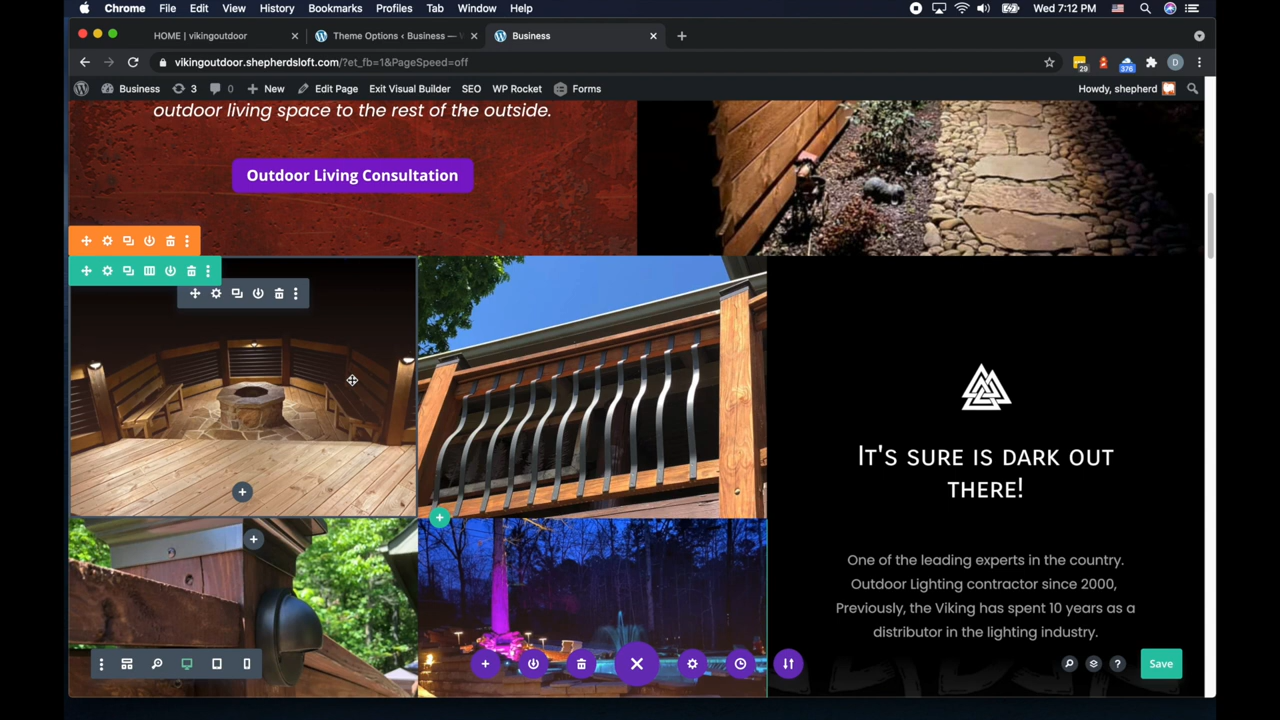 Chrome File Edit View History Bookmarks Profiles Tab Window Help Wed 7:12 PM
HOME | vikingoutdoor
Theme Options ‹ Business —
Business
vikingoutdoor.shepherdsloft.com/?et_fb=1&PageSpeed=off
29
376
D
Business 3 0 New Edit Page Exit Visual Builder SEO WP Rocket Forms Howdy, shepherd
outdoor living space to the rest of the outside.
Outdoor Living Consultation
It's sure is dark out
there!
One of the leading experts in the country.
Outdoor Lighting contractor since 2000,
Previously, the Viking has spent 10 years as a
distributor in the lighting industry.
Save